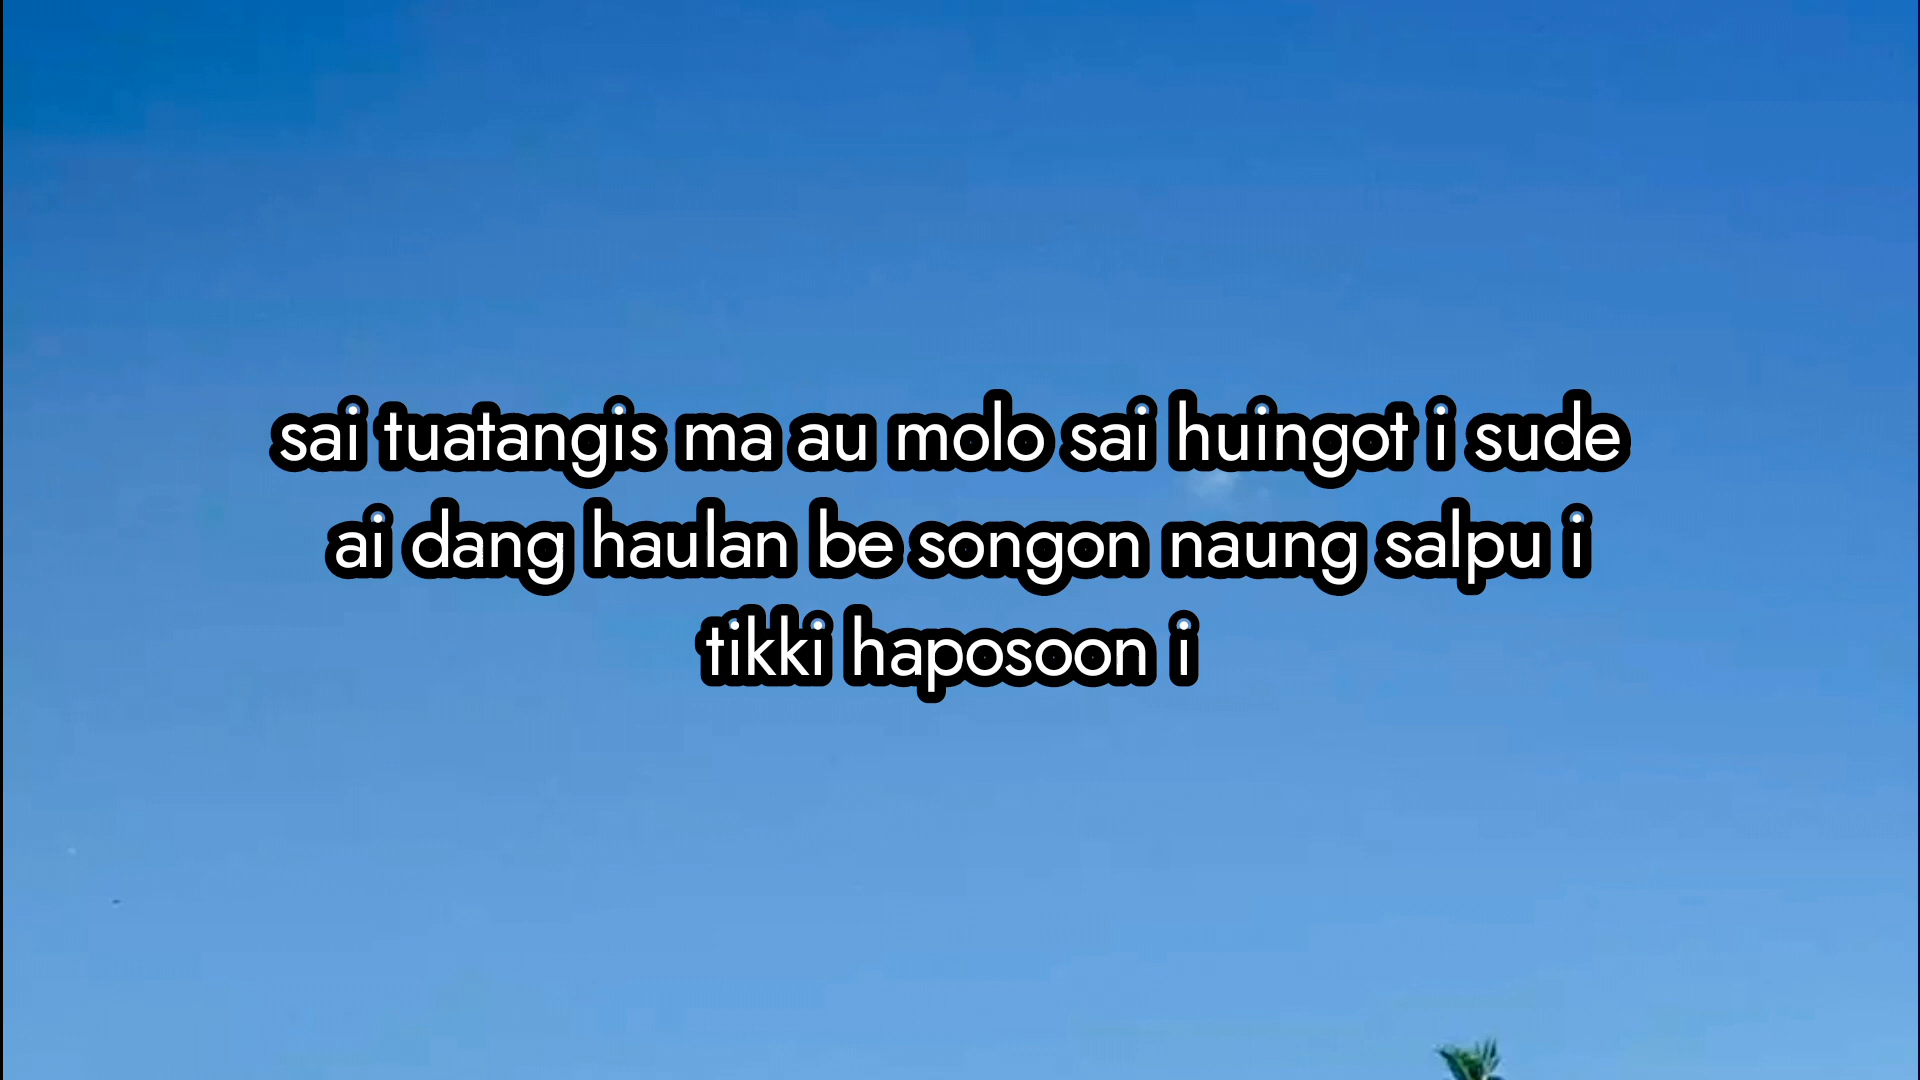 sai tuatangis ma au molo sai huingot i sude
ai dang haulan be songon naung salpu i
tikki haposoon i